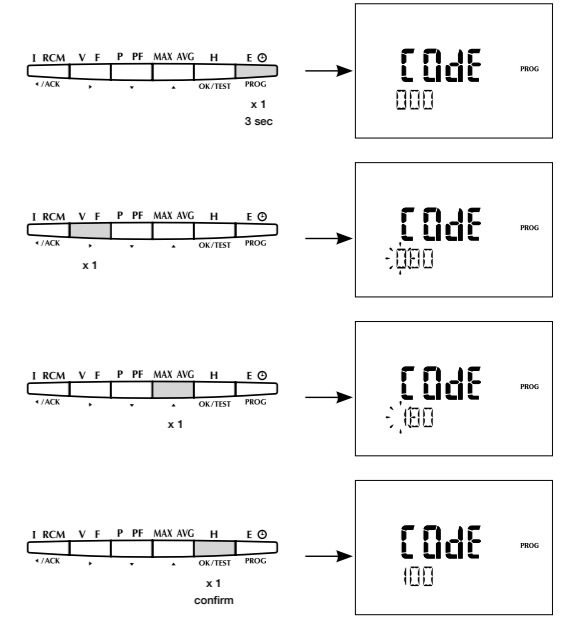 I RCM V F P PF MAX AVG H E
◂/ACK ▸ ▾ ▴ OK/TEST PROG
x 1
3 sec
COdE PROG
000
I RCM V F P PF MAX AVG H E
◂/ACK ▸ ▾ ▴ OK/TEST PROG
x 1
COdE PROG
000
I RCM V F P PF MAX AVG H E
◂/ACK ▸ ▾ ▴ OK/TEST PROG
x 1
COdE PROG
100
I RCM V F P PF MAX AVG H E
◂/ACK ▸ ▾ ▴ OK/TEST PROG
x 1
confirm
COdE PROG
100